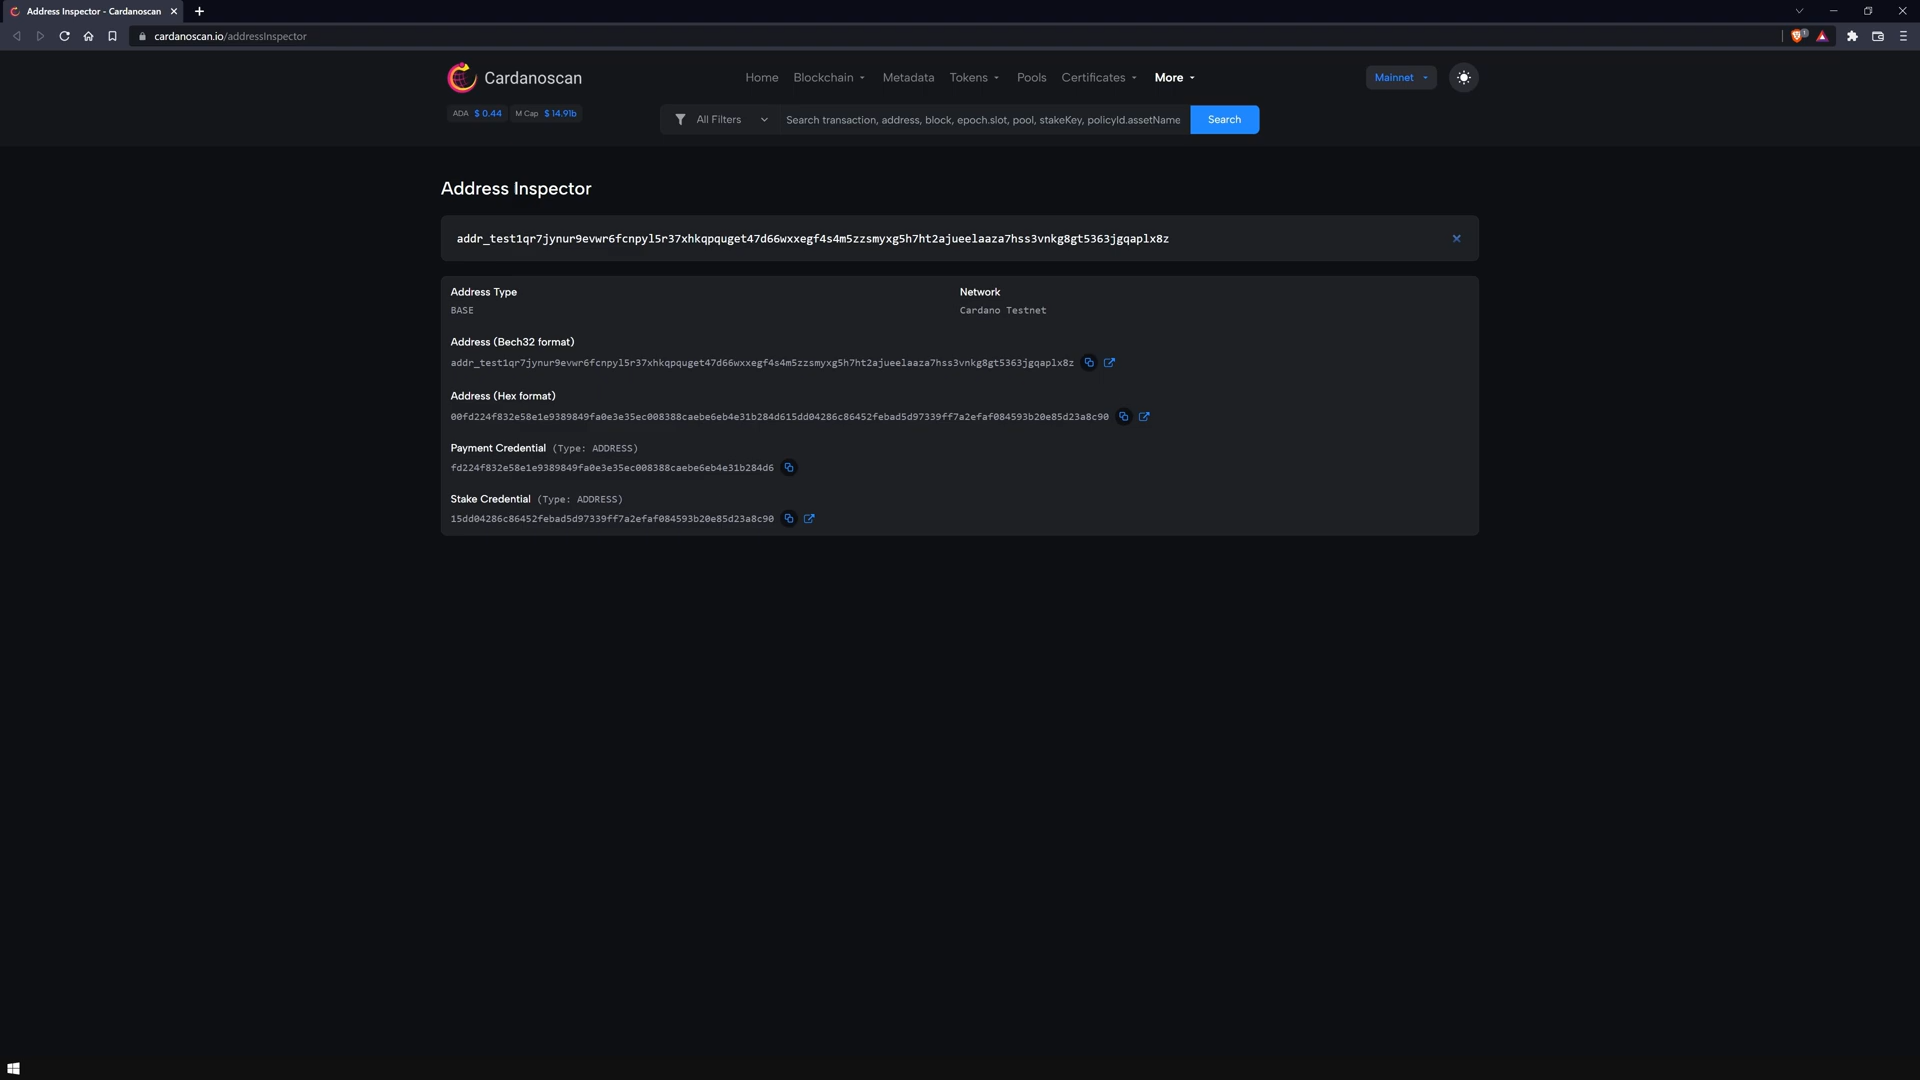 Address Inspector - Cardanoscan
cardanoscan.io/addressInspector
Cardanoscan
Home Blockchain Metadata Tokens Pools Certificates More
Mainnet
ADA $ 0.44 M Cap $ 14.91b
All Filters Search transaction, address, block, epoch.slot, pool, stakeKey, policyId.assetName Search
Address Inspector
addr_test1qr7jynur9evwr6fcnpyl5r37xhkqpquget47d66wxxegf4s4m5zzsmyxg5h7ht2ajueelaaza7hss3vnkg8gt5363jgqaplx8z
Address Type Network
BASE Cardano Testnet
Address (Bech32 format)
addr_test1qr7jynur9evwr6fcnpyl5r37xhkqpquget47d66wxxegf4s4m5zzsmyxg5h7ht2ajueelaaza7hss3vnkg8gt5363jgqaplx8z
Address (Hex format)
00fd224f832e58e1e9389849fa0e3e35ec008388caebe6eb4e31b284d615dd04286c86452febad5d97339ff7a2efaf084593b20e85d23a8c90
Payment Credential (Type: ADDRESS)
fd224f832e58e1e9389849fa0e3e35ec008388caebe6eb4e31b284d6
Stake Credential (Type: ADDRESS)
15dd04286c86452febad5d97339ff7a2efaf084593b20e85d23a8c90